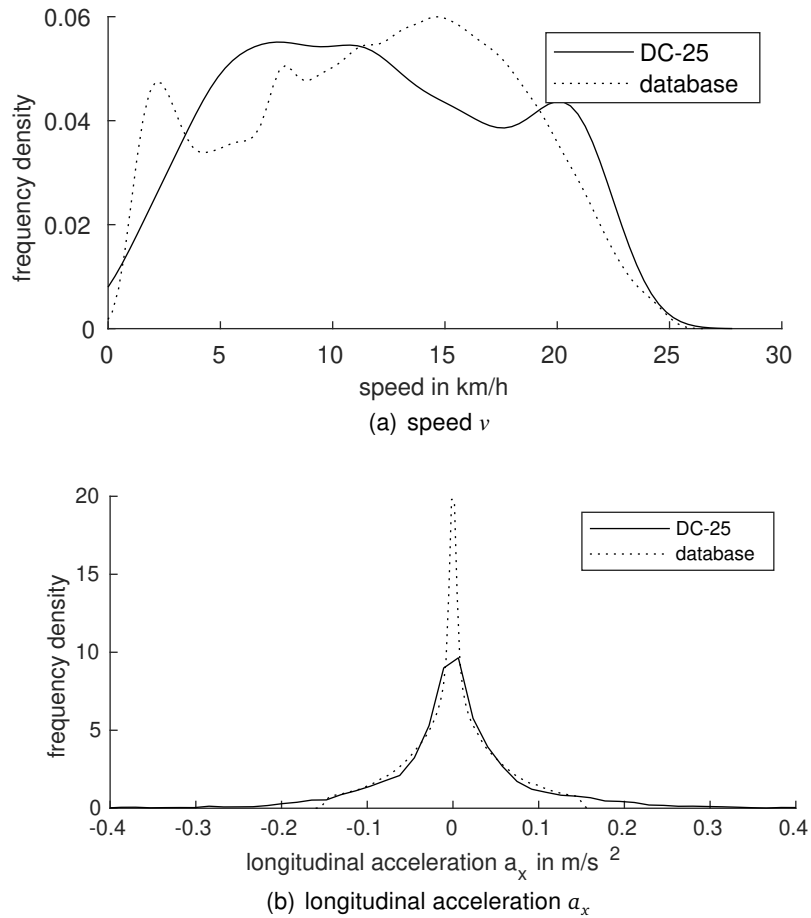 0.06
0.04
0.02
0
frequency density
DC-25
database
0 5 10 15 20 25 30
speed in km/h
(a) speed v
20
15
10
5
0
frequency density
DC-25
database
-0.4 -0.3 -0.2 -0.1 0 0.1 0.2 0.3 0.4
longitudinal acceleration a_x in m/s 2
(b) longitudinal acceleration aₓ